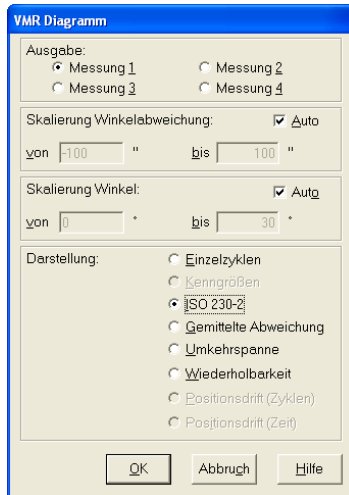 VMR Diagramm
Ausgabe:
Messung 1 Messung 2
Messung 3 Messung 4
Skalierung Winkelabweichung: Auto
von -100 " bis 100 "
Skalierung Winkel: Auto
von 0 ° bis 30 °
Darstellung: Einzelzyklen
Kenngrößen
ISO 230-2
Gemittelte Abweichung
Umkehrspanne
Wiederholbarkeit
Positionsdrift (Zyklen)
Positionsdrift (Zeit)
OK Abbruch Hilfe